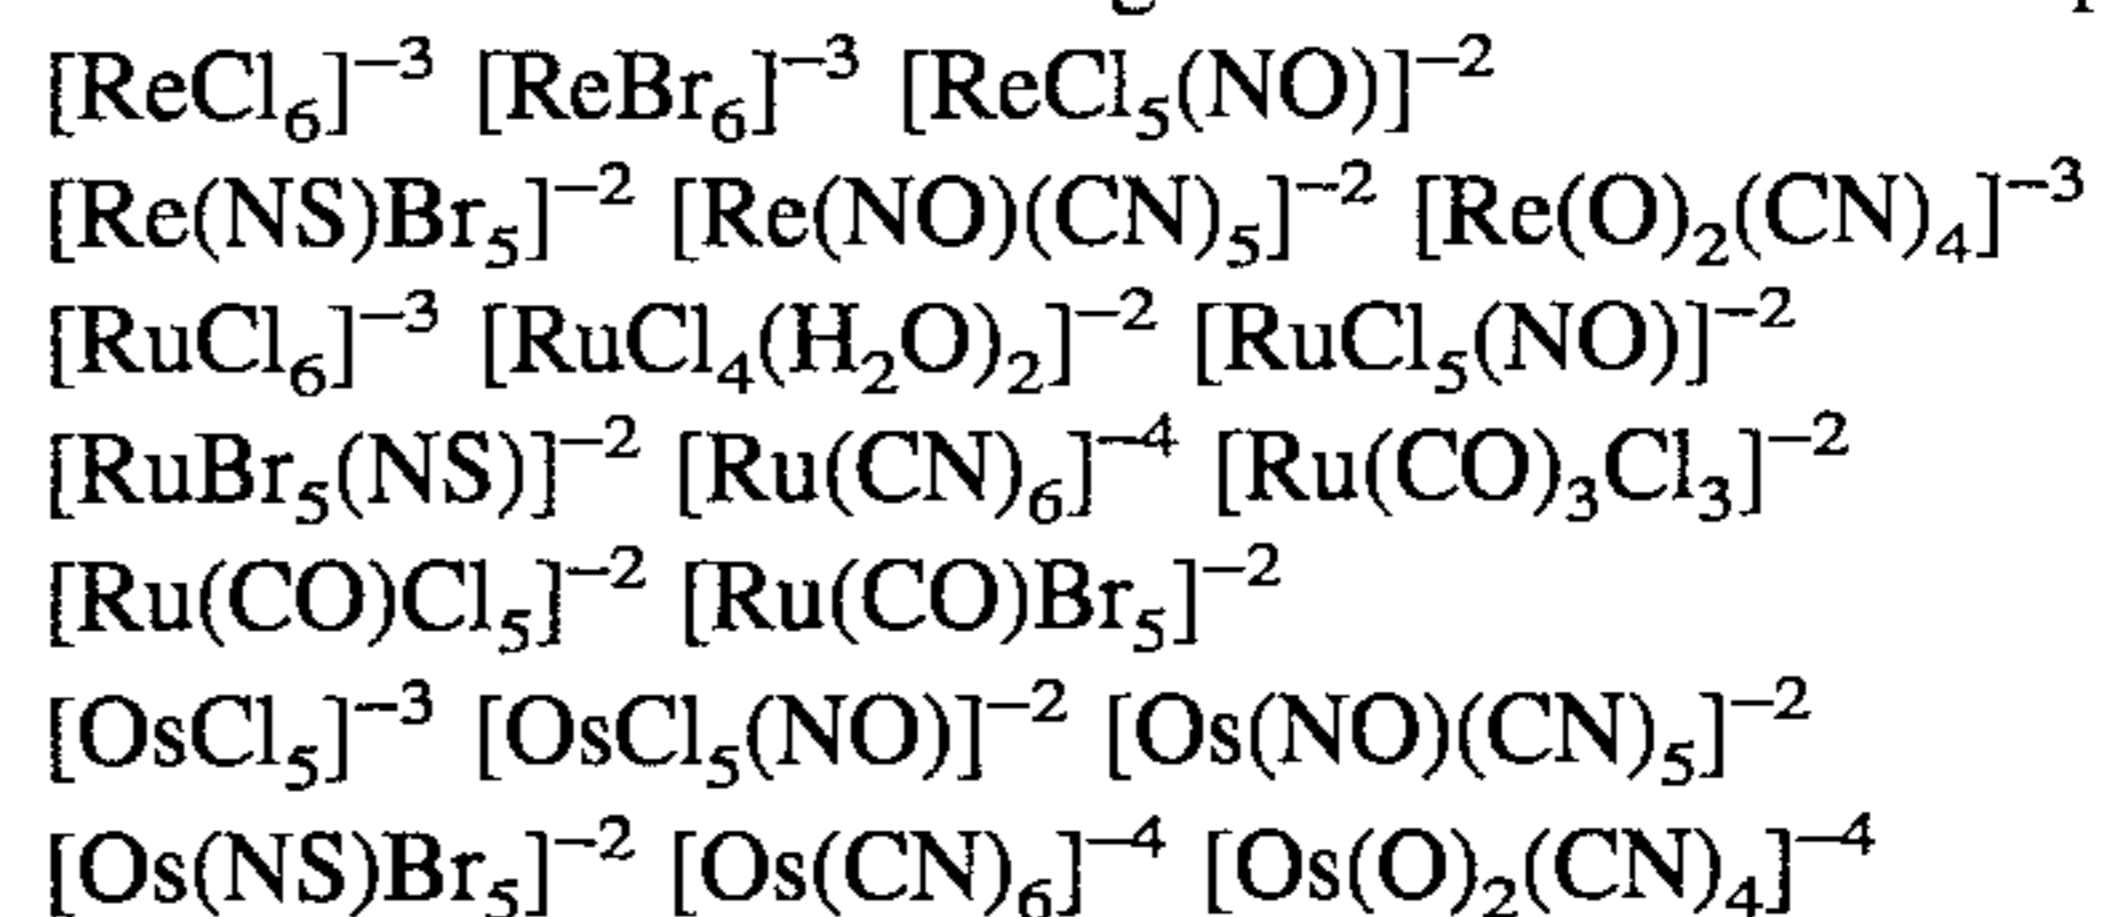 [ReCl₆]⁻³ [ReBr₆]⁻³ [ReCl₅(NO)]⁻²
[Re(NS)Br₅]⁻² [Re(NO)(CN)₅]⁻² [Re(O)₂(CN)₄]⁻³
[RuCl₆]⁻³ [RuCl₄(H₂O)₂]⁻² [RuCl₅(NO)]⁻²
[RuBr₅(NS)]⁻² [Ru(CN)₆]⁻⁴ [Ru(CO)₃Cl₃]⁻²
[Ru(CO)Cl₅]⁻² [Ru(CO)Br₅]⁻²
[OsCl₅]⁻³ [OsCl₅(NO)]⁻² [Os(NO)(CN)₅]⁻²
[Os(NS)Br₅]⁻² [Os(CN)₆]⁻⁴ [Os(O)₂(CN)₄]⁻⁴